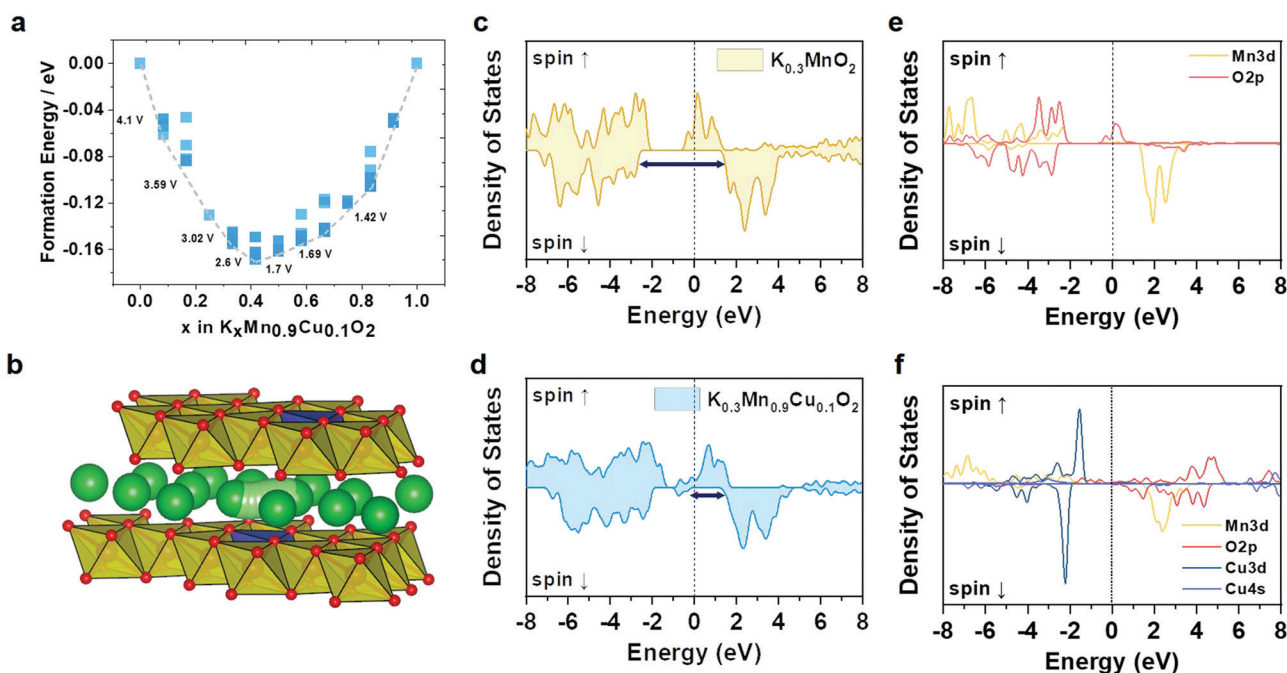 a
Formation Energy / eV
0.00
-0.04
-0.08
-0.12
-0.16
4.1 V
3.59 V
3.02 V
2.6 V
1.7 V
1.69 V
1.42 V
0.0 0.2 0.4 0.6 0.8 1.0
x in KxMn0.9Cu0.1O2
b
c
Density of States
spin ↑
K0.3MnO2
spin ↓
-8 -6 -4 -2 0 2 4 6 8
Energy (eV)
d
Density of States
spin ↑
K0.3Mn0.9Cu0.1O2
spin ↓
-8 -6 -4 -2 0 2 4 6 8
Energy (eV)
e
Density of States
spin ↑
Mn3d
O2p
spin ↓
-8 -6 -4 -2 0 2 4 6 8
Energy (eV)
f
Density of States
spin ↑
Mn3d
O2p
Cu3d
Cu4s
spin ↓
-8 -6 -4 -2 0 2 4 6 8
Energy (eV)